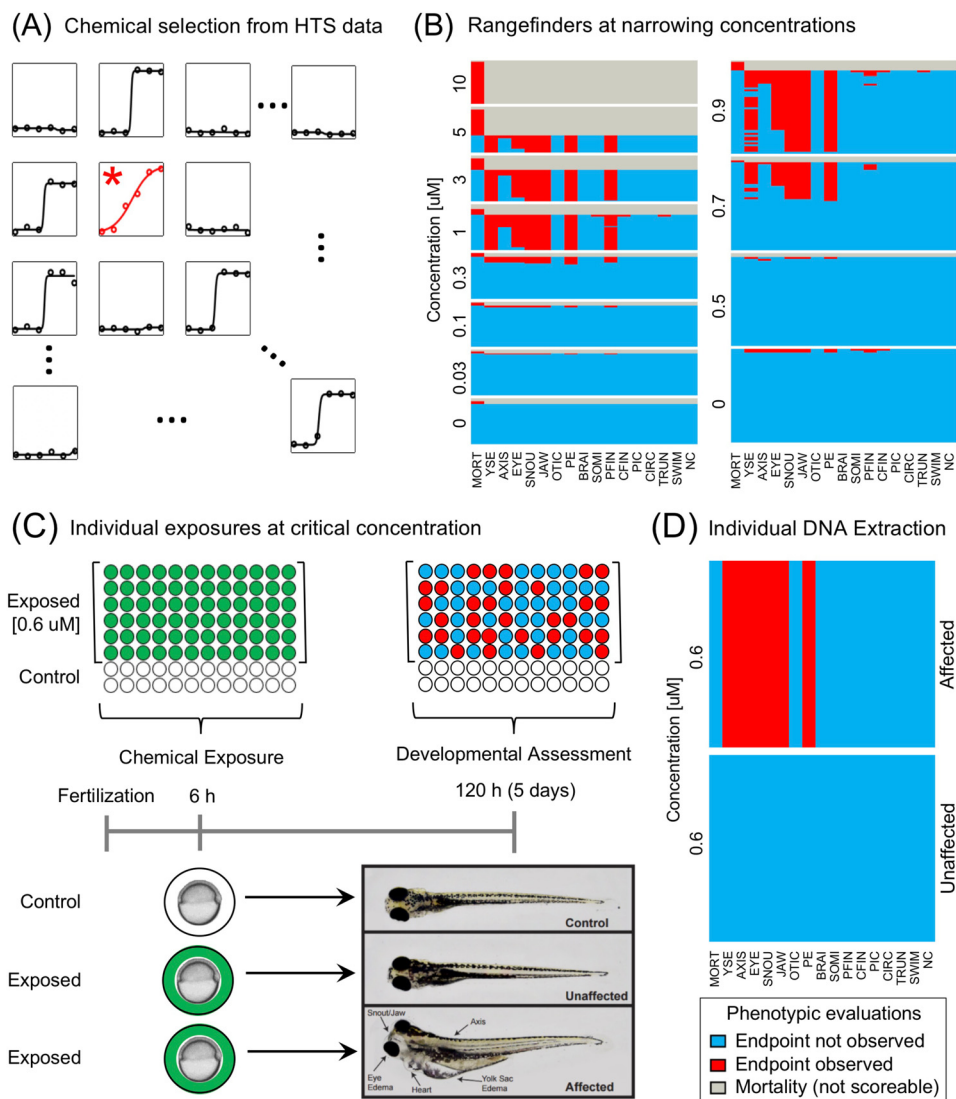 (A) Chemical selection from HTS data
*
(B) Rangefinders at narrowing concentrations
Concentration [uM]
10
5
3
1
0.3
0.1
0.03
0
MORT
YSE
AXIS
EYE
SNOU
JAW
OTIC
PE
BRAI
SOMI
PFIN
CFIN
PIC
CIRC
TRUN
SWIM
NC
0.9
0.7
0.5
0
MORT
YSE
AXIS
EYE
SNOU
JAW
OTIC
PE
BRAI
SOMI
PFIN
CFIN
PIC
CIRC
TRUN
SWIM
NC
(C) Individual exposures at critical concentration
Exposed
[0.6 uM]
Control
Chemical Exposure
Developmental Assessment
Fertilization
6 h
120 h (5 days)
Control
Control
Exposed
Unaffected
Exposed
Snout/Jaw
Axis
Eye
Edema
Heart
Yolk Sac
Edema
Affected
(D) Individual DNA Extraction
Concentration [uM]
0.6
Affected
0.6
Unaffected
MORT
YSE
AXIS
EYE
SNOU
JAW
OTIC
PE
BRAI
SOMI
PFIN
CFIN
PIC
CIRC
TRUN
SWIM
NC
Phenotypic evaluations
Endpoint not observed
Endpoint observed
Mortality (not scoreable)